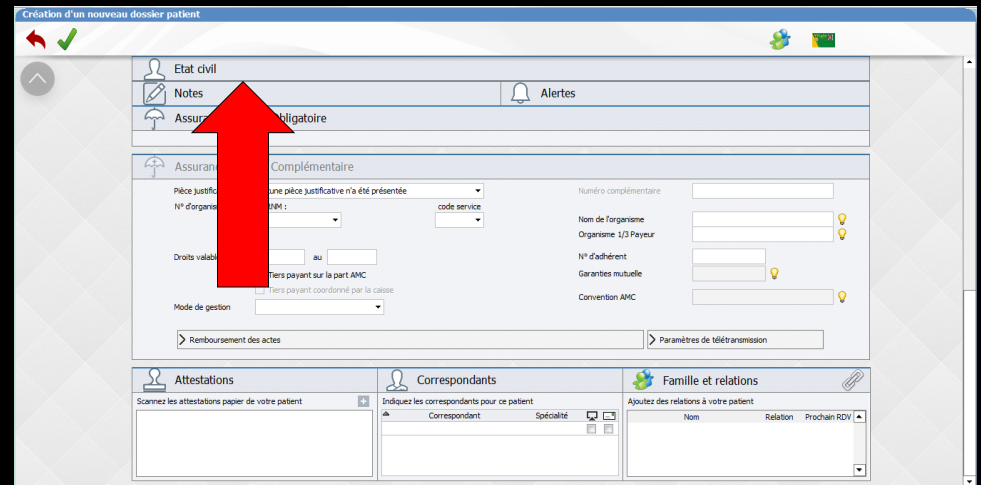 Création d'un nouveau dossier patient
Etat civil
Notes
Alertes
Assura bligatoire
Assuran Complémentaire
Pièce justific une pièce justificative n'a été présentée
Numéro complémentaire
N° d'organis RNM :
code service
Nom de l'organisme
Organisme 1/3 Payeur
Droits valabl
au
N° d'adhérent
Tiers payant sur la part AMC
Garanties mutuelle
Tiers payant coordonné par la caisse
Convention AMC
Mode de gestion
Remboursement des actes
Paramètres de télétransmission
Attestations
Correspondants
Famille et relations
Scannez les attestations papier de votre patient
Indiquez les correspondants pour ce patient
Ajoutez des relations à votre patient
Correspondant Spécialité
Nom Relation Prochain RDV